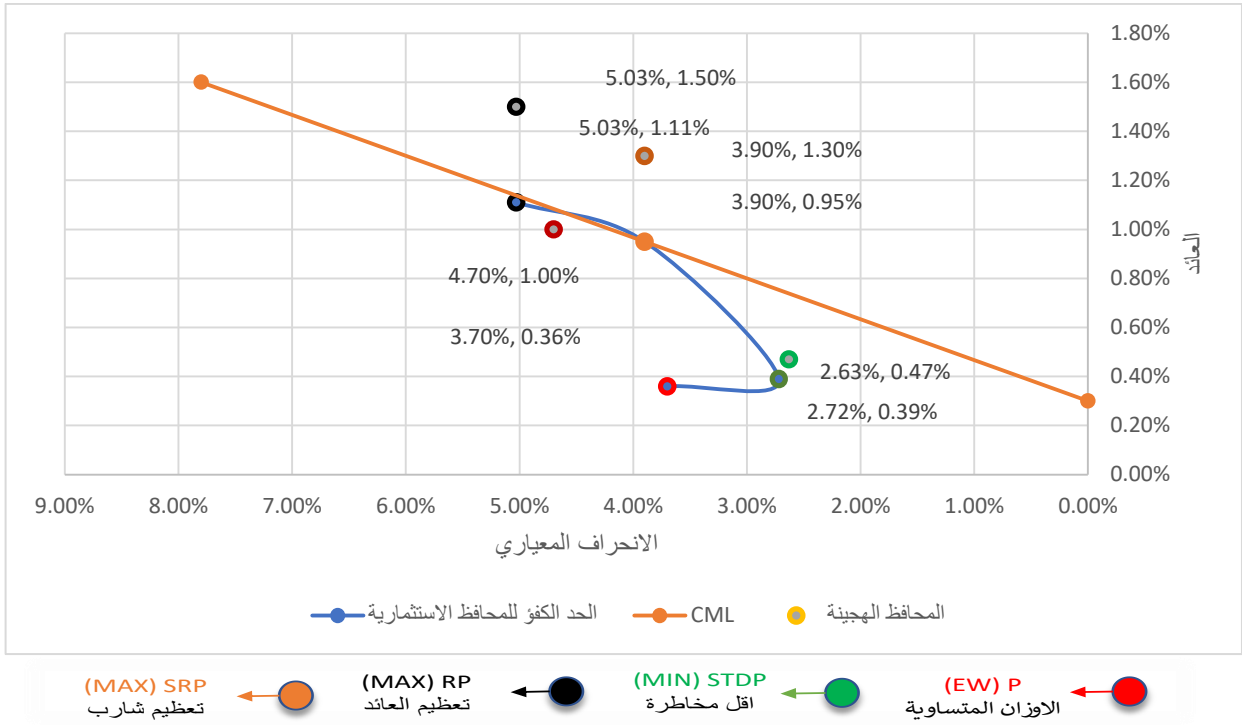 1.80%
1.60%
1.40%
1.20%
1.00%
0.80%
0.60%
0.40%
0.20%
0.00%
العائد
5.03%, 1.50%
5.03%, 1.11%
3.90%, 1.30%
3.90%, 0.95%
4.70%, 1.00%
3.70%, 0.36%
2.63%, 0.47%
2.72%, 0.39%
9.00% 8.00% 7.00% 6.00% 5.00% 4.00% 3.00% 2.00% 1.00% 0.00%
الانحراف المعياري
الحد الكفؤ للمحافظ الاستثمارية
CML
المحافظ الهجينة
(MAX) SRP
تعظيم شارب
(MAX) RP
تعظيم العائد
(MIN) STDP
اقل مخاطرة
(EW) P
الاوزان المتساوية